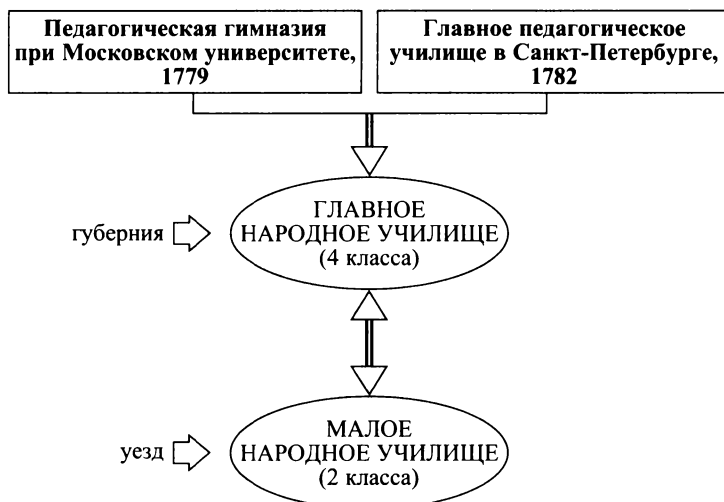 Педагогическая гимназия
при Московском университете,
1779
Главное педагогическое
училище в Санкт-Петербурге,
1782
губерния
ГЛАВНОЕ
НАРОДНОЕ УЧИЛИЩЕ
(4 класса)
уезд
МАЛОЕ
НАРОДНОЕ УЧИЛИЩЕ
(2 класса)